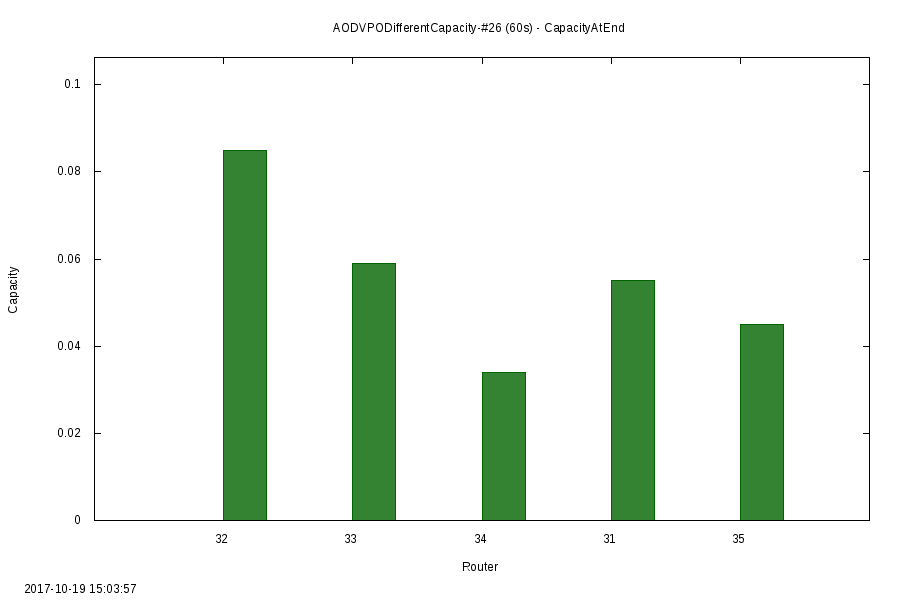 AODVPODifferentCapacity-#26 (60s) - CapacityAtEnd
0.1
0.08
0.06
0.04
0.02
0
Capacity
32 33 34 31 35
Router
2017-10-19 15:03:57